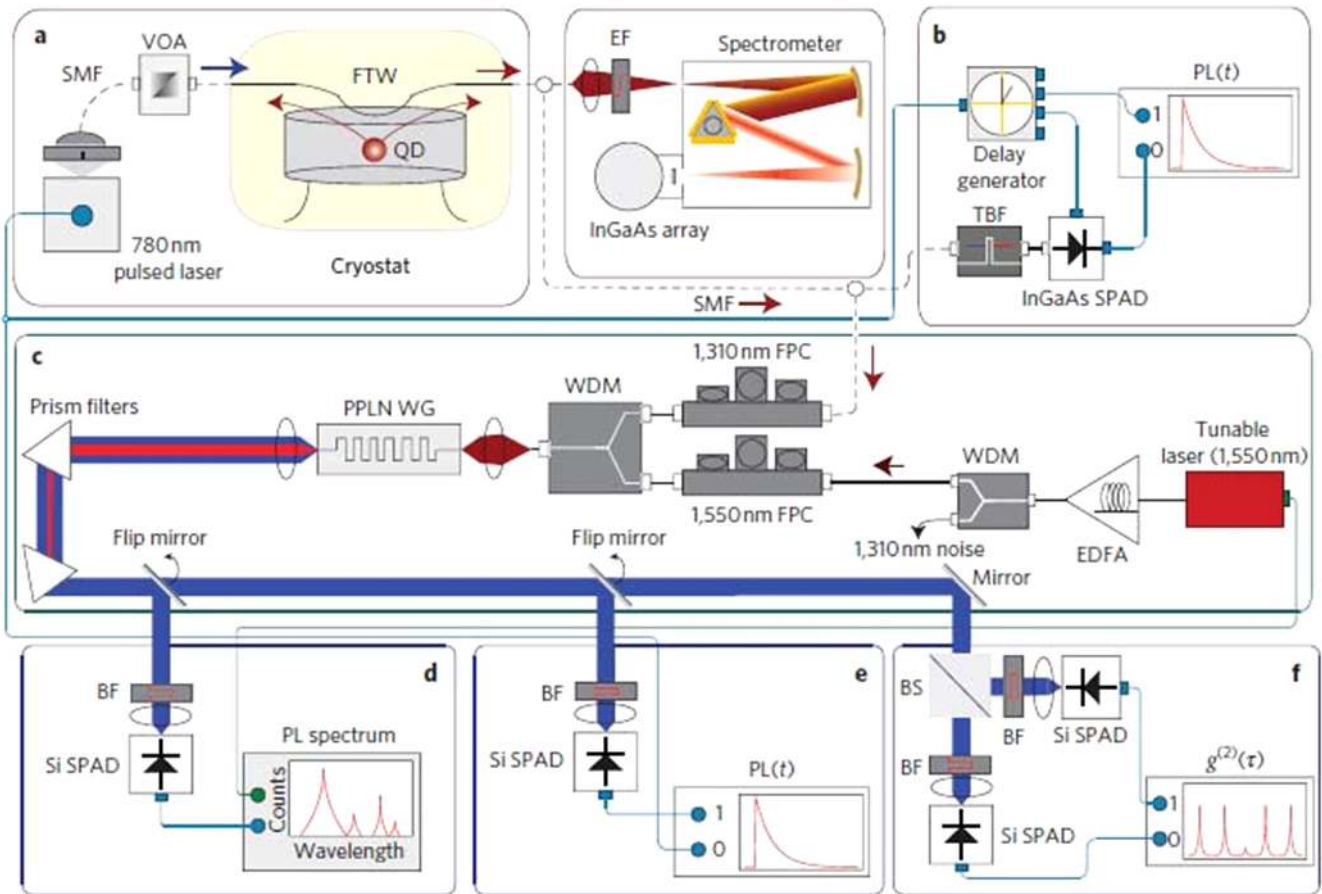 a
VOA
SMF
FTW
QD
780 nm
pulsed laser
Cryostat
EF
Spectrometer
InGaAs array
b
PL(t)
1
0
Delay
generator
TBF
InGaAs SPAD
SMF
c
1,310 nm FPC
Prism filters
PPLN WG
WDM
Tunable
laser (1,550 nm)
WDM
1,550 nm FPC
Flip mirror
Flip mirror
1,310 nm noise
EDFA
Mirror
d
BF
PL spectrum
Si SPAD
Counts
Wavelength
e
BF
Si SPAD
PL(t)
1
0
f
BS
BF
Si SPAD
BF
g(2)(τ)
1
0
Si SPAD